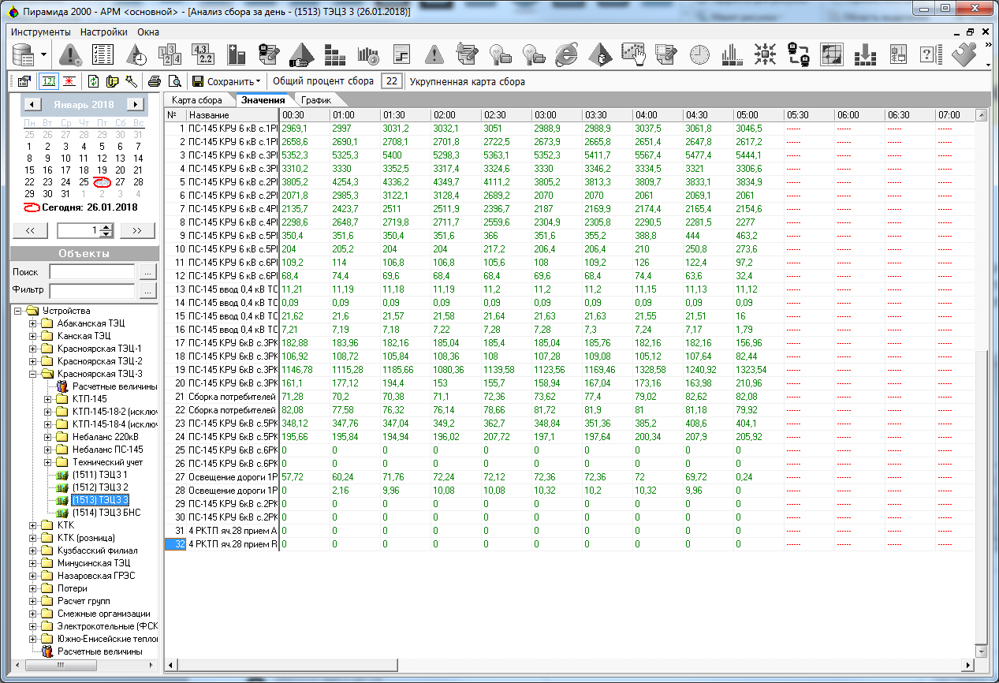 Пирамида 2000 - АРМ <основной> - [Анализ сбора за день - (1513) ТЭЦЗ 3 (26.01.2018)]
Инструменты Настройки Окна
Сохранить Общий процент сбора 22 Укрупненная карта сбора
Январь 2018
Пн Вт Ср Чт Пт Сб Вс
25 26 27 28 29 30 31
1 2 3 4 5 6 7
8 9 10 11 12 13 14
15 16 17 18 19 20 21
22 23 24 25 27 28
29 30 31 1 2 3 4
Сегодня: 26.01.2018
<< 1 >>
Объекты
Поиск ...
Фильтр ...
Устройства
Абаканская ТЭЦ
Канская ТЭЦ
Красноярская ТЭЦ-1
Красноярская ТЭЦ-2
Красноярская ТЭЦ-3
Расчетные величины
КТП-145
КТП-145-18-2 (исклю
КТП-145-18-4 (исклю
Небаланс 220кВ
Небаланс ПС-145
Технический учет
(1511) ТЭЦЗ 1
(1512) ТЭЦЗ 2
(1513) ТЭЦЗ 3
(1514) ТЭЦЗ БНС
КТК
КТК (розница)
Кузбасский филиал
Минусинская ТЭЦ
Назаровская ГРЭС
Потери
Расчет групп
Смежные организации
Электрокотельные (ФСК
Южно-Енисейские тепло
Расчетные величины
Карта сбора Значения График
№ Название 00:30 01:00 01:30 02:00 02:30 03:00 03:30 04:00 04:30 05:00 05:30 06:00 06:30 07:00
1 ПС-145 КРУ 6 кВ с.1РІ 2969,1 2997 3031,2 3032,1 3051 2988,9 2988,9 3037,5 3061,8 3046,5 ----- ----- ----- -----
2 ПС-145 КРУ 6 кВ с.1РІ 2658,6 2690,1 2708,1 2701,8 2722,5 2673,9 2665,8 2651,4 2647,8 2617,2 ----- ----- ----- -----
3 ПС-145 КРУ 6 кВ с.3РІ 5352,3 5325,3 5400 5298,3 5363,1 5352,3 5411,7 5567,4 5477,4 5444,1 ----- ----- ----- -----
4 ПС-145 КРУ 6 кВ с.3РІ 3310,2 3330 3352,5 3317,4 3324,6 3330 3346,2 3334,5 3321 3306,6 ----- ----- ----- -----
5 ПС-145 КРУ 6 кВ с.2РІ 3805,2 4254,3 4336,2 4349,7 4111,2 3805,2 3813,3 3809,7 3833,1 3834,9 ----- ----- ----- -----
6 ПС-145 КРУ 6 кВ с.2РІ 2071,8 2985,3 3122,1 3128,4 2689,2 2070 2070 2061 2069,1 2061 ----- ----- ----- -----
7 ПС-145 КРУ 6 кВ с.4РІ 2135,7 2423,7 2511 2511,9 2396,7 2187 2169,9 2174,4 2165,4 2154,6 ----- ----- ----- -----
8 ПС-145 КРУ 6 кВ с.4РІ 2298,6 2648,7 2719,8 2711,7 2559,6 2304,9 2305,8 2290,5 2281,5 2277 ----- ----- ----- -----
9 ПС-145 КРУ 6 кВ с.5РІ 350,4 351,6 350,4 351,6 366 351,6 355,2 388,8 444 463,2 ----- ----- ----- -----
10 ПС-145 КРУ 6 кВ с.5РІ 204 205,2 204 204 217,2 206,4 206,4 210 250,8 273,6 ----- ----- ----- -----
11 ПС-145 КРУ 6 кВ с.6РІ 109,2 114 106,8 106,8 105,6 108 109,2 126 122,4 97,2 ----- ----- ----- -----
12 ПС-145 КРУ 6 кВ с.6РІ 68,4 74,4 69,6 68,4 68,4 69,6 68,4 74,4 63,6 32,4 ----- ----- ----- -----
13 ПС-145 ввод 0,4 кВ ТС 11,21 11,19 11,18 11,19 11,2 11,2 11,2 11,15 11,13 11,12 ----- ----- ----- -----
14 ПС-145 ввод 0,4 кВ ТС 0,09 0,09 0,09 0,09 0,09 0,09 0,09 0,09 0,09 0,09 ----- ----- ----- -----
15 ПС-145 ввод 0,4 кВ ТС 21,62 21,6 21,57 21,58 21,64 21,63 21,63 21,55 21,51 16 ----- ----- ----- -----
16 ПС-145 ввод 0,4 кВ ТС 7,21 7,19 7,18 7,22 7,28 7,28 7,3 7,24 7,17 1,79 ----- ----- ----- -----
17 ПС-145 КРУ 6кВ с.3РК 182,88 183,96 182,16 185,04 185,4 185,04 185,76 182,16 182,16 156,96 ----- ----- ----- -----
18 ПС-145 КРУ 6кВ с.3РК 106,92 108,72 105,84 108,36 108 107,28 109,08 105,12 107,64 82,44 ----- ----- ----- -----
19 ПС-145 КРУ 6кВ с.3РК 1146,78 1115,28 1185,66 1080,36 1139,58 1123,56 1169,46 1328,58 1240,92 1323,54 ----- ----- ----- -----
20 ПС-145 КРУ 6кВ с.3РК 161,1 177,12 194,4 153 155,7 158,94 167,04 173,16 163,98 210,96 ----- ----- ----- -----
21 Сборка потребителей 71,28 70,2 70,38 71,1 72,36 73,62 77,4 79,02 82,62 82,08 ----- ----- ----- -----
22 Сборка потребителей 82,08 77,58 76,32 76,14 78,66 81,72 81,9 81 81,18 79,92 ----- ----- ----- -----
23 ПС-145 КРУ 6кВ с.5РК 348,12 347,76 347,04 349,2 362,7 348,84 351,36 385,2 408,6 404,1 ----- ----- ----- -----
24 ПС-145 КРУ 6кВ с.5РК 195,66 195,84 194,94 196,02 207,72 197,1 197,64 200,34 207,9 205,92 ----- ----- ----- -----
25 ПС-145 КРУ 6кВ с.6РК 0 0 0 0 0 0 0 0 0 0 ----- ----- ----- -----
26 ПС-145 КРУ 6кВ с.6РК 0 0 0 0 0 0 0 0 0 0 ----- ----- ----- -----
27 Освещение дороги 1Р 57,72 60,24 71,76 72,24 72,12 72,36 72,36 72 69,72 0,24 ----- ----- ----- -----
28 Освещение дороги 1Р 0 2,16 9,96 10,08 10,08 10,32 10,2 10,32 9,96 0 ----- ----- ----- -----
29 ПС-145 КРУ 6кВ с.2РК 0 0 0 0 0 0 0 0 0 0 ----- ----- ----- -----
30 ПС-145 КРУ 6кВ с.2РК 0 0 0 0 0 0 0 0 0 0 ----- ----- ----- -----
31 4 РКТП яч.28 прием А 0 0 0 0 0 0 0 0 0 0 ----- ----- ----- -----
32 4 РКТП яч.28 прием R 0 0 0 0 0 0 0 0 0 0 ----- ----- ----- -----